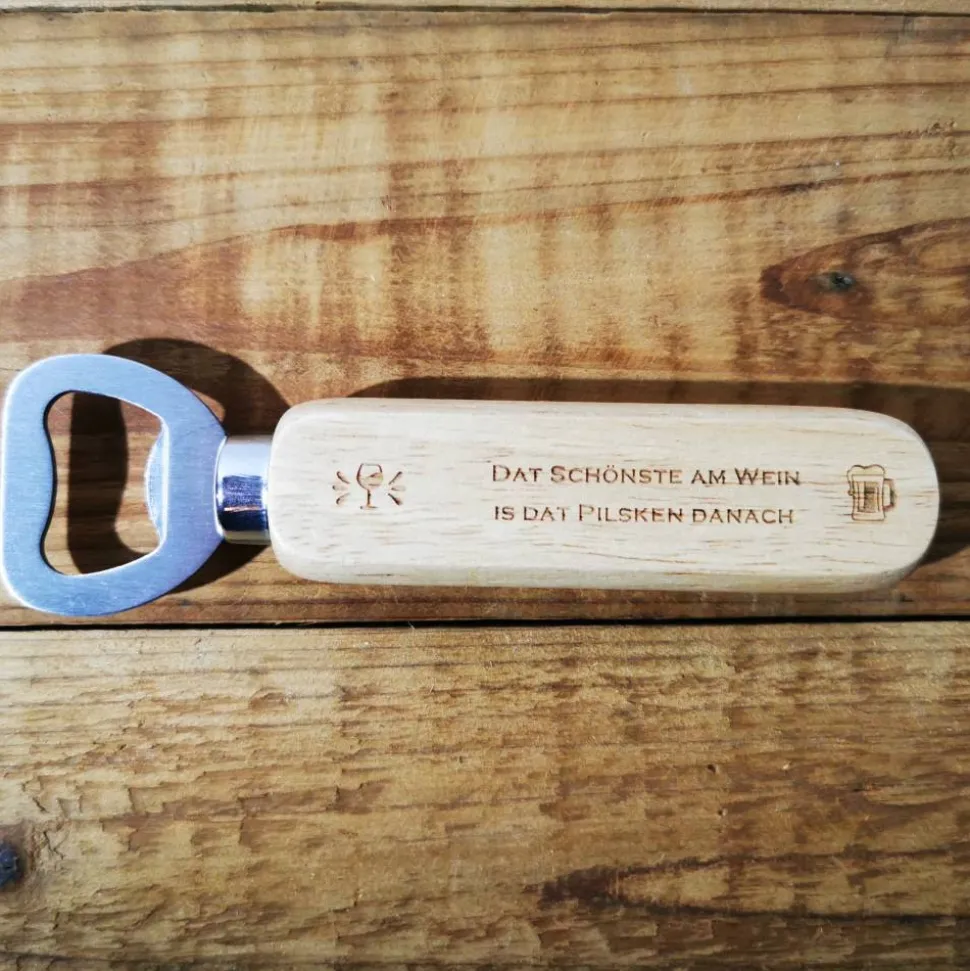 Dat Schönste am Wein
is dat Pilsken danach